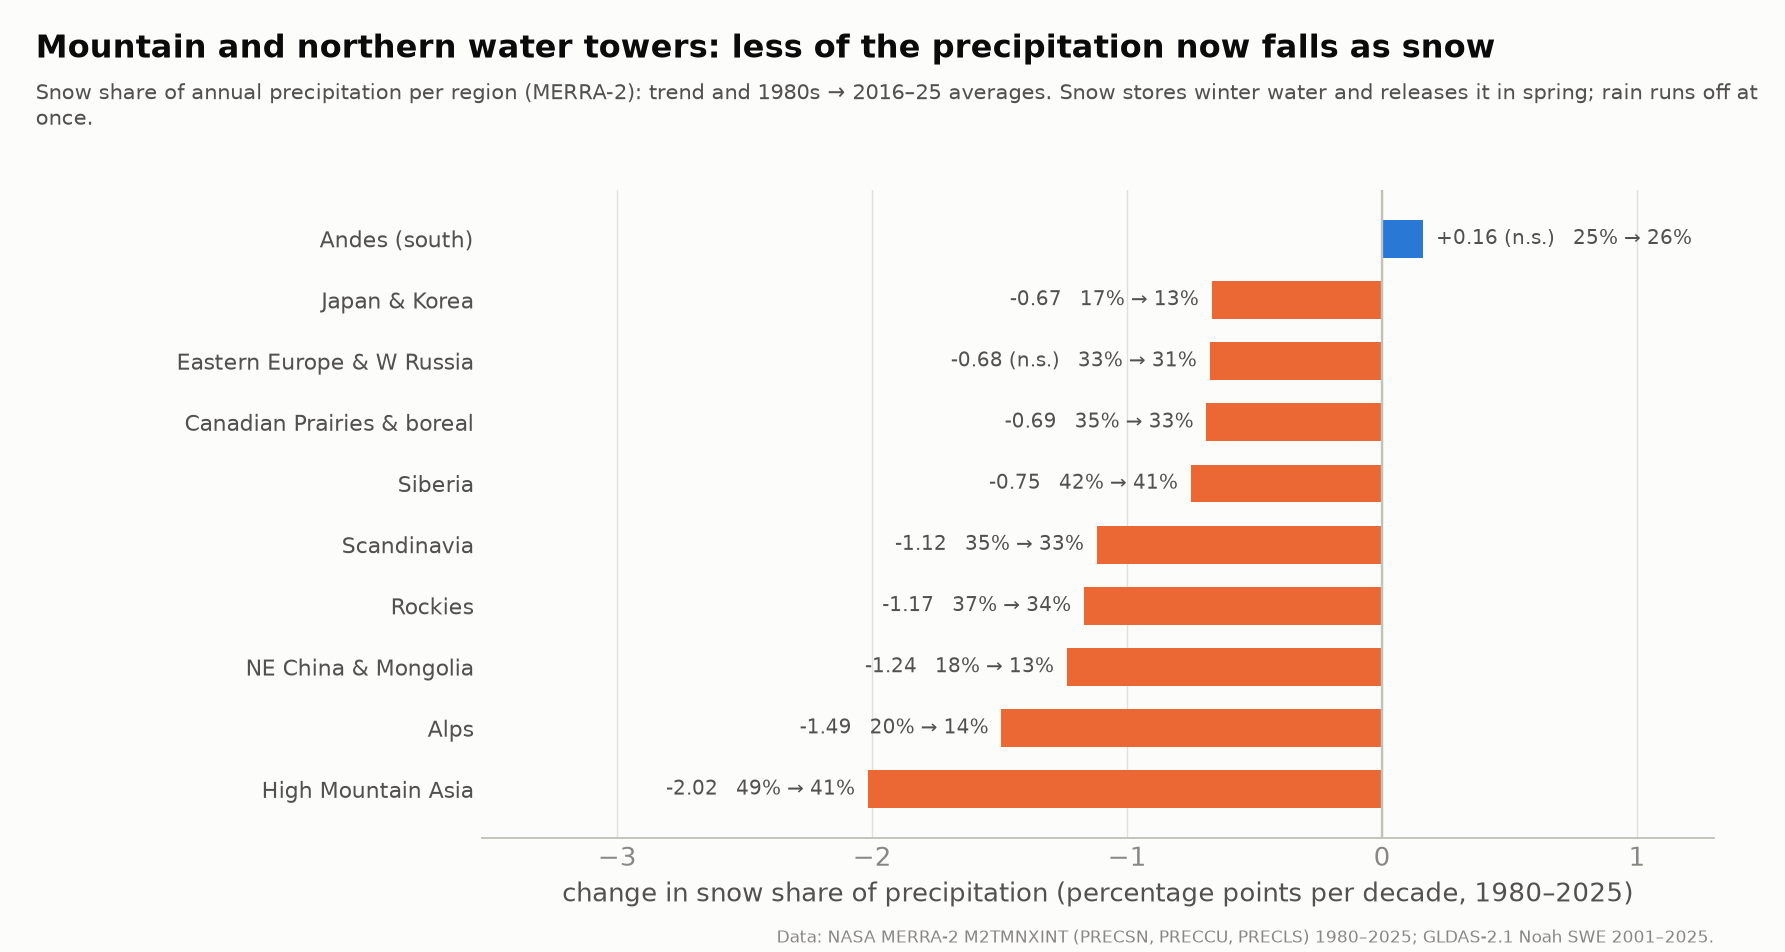 Mountain and northern water towers: less of the precipitation now falls as snow
Snow share of annual precipitation per region (MERRA-2): trend and 1980s → 2016–25 averages. Snow stores winter water and releases it in spring; rain runs off at
once.
Andes (south) +0.16 (n.s.) 25% → 26%
Japan & Korea -0.67 17% → 13%
Eastern Europe & W Russia -0.68 (n.s.) 33% → 31%
Canadian Prairies & boreal -0.69 35% → 33%
Siberia -0.75 42% → 41%
Scandinavia -1.12 35% → 33%
Rockies -1.17 37% → 34%
NE China & Mongolia -1.24 18% → 13%
Alps -1.49 20% → 14%
High Mountain Asia -2.02 49% → 41%
−3 −2 −1 0 1
change in snow share of precipitation (percentage points per decade, 1980–2025)
Data: NASA MERRA-2 M2TMNXINT (PRECSN, PRECCU, PRECLS) 1980–2025; GLDAS-2.1 Noah SWE 2001–2025.